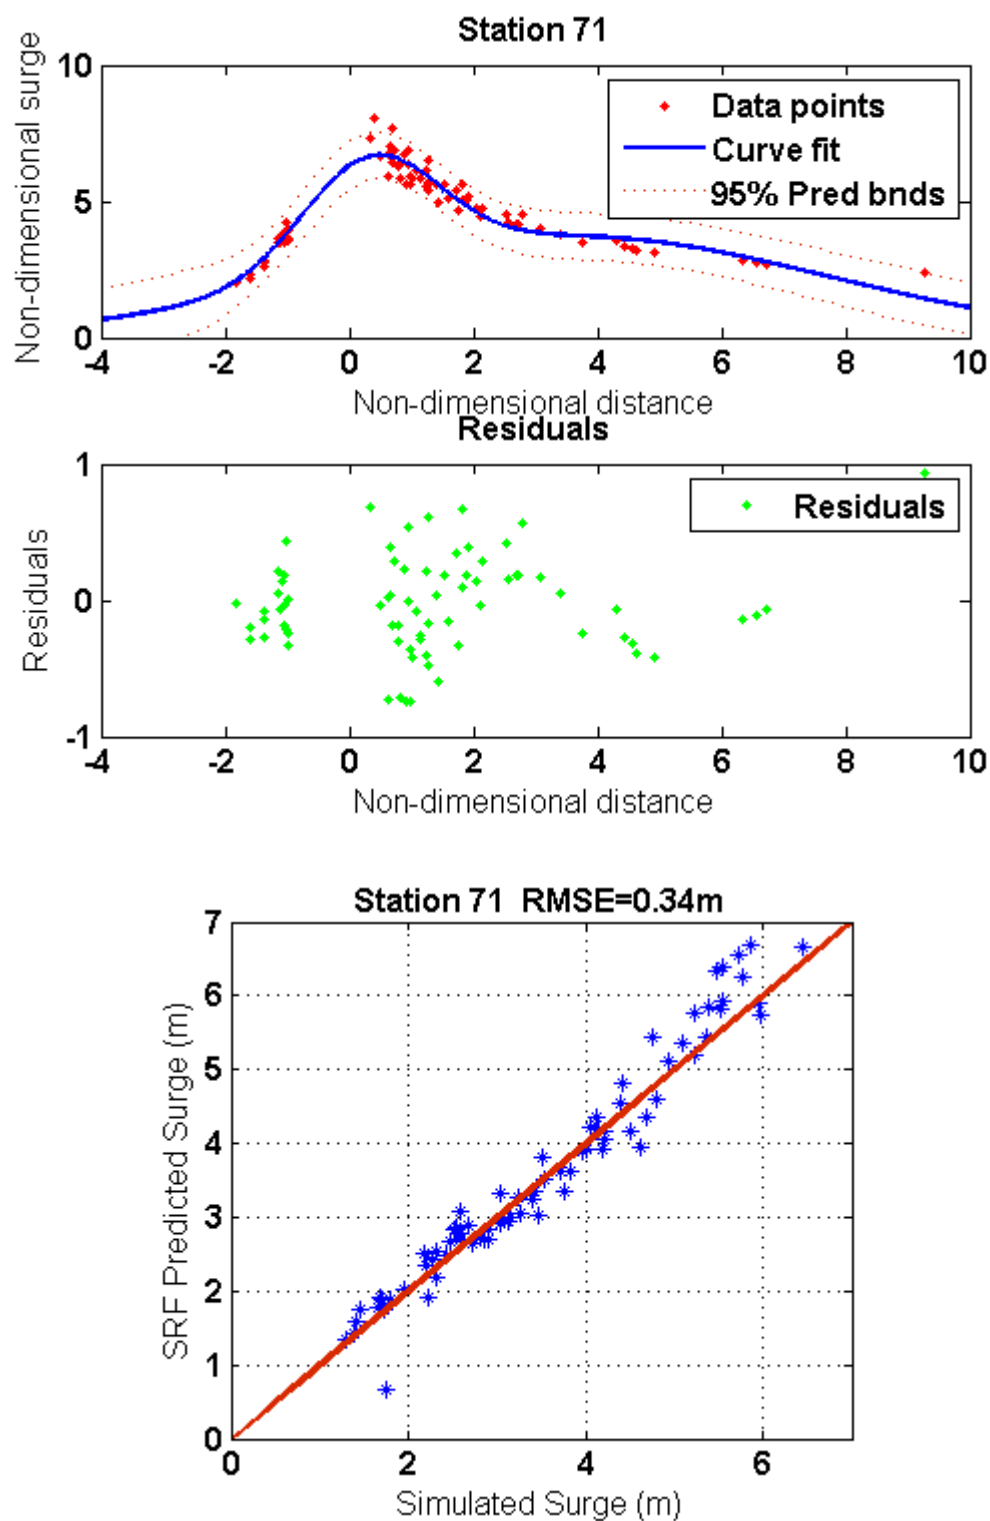 Station 71
Non-dimensional surge
10
5
0
Data points
Curve fit
95% Pred bnds
-4 -2 0 2 4 6 8 10
Non-dimensional distance
Residuals
Residuals
1
0
-1
Residuals
-4 -2 0 2 4 6 8 10
Non-dimensional distance
Station 71 RMSE=0.34m
SRF Predicted Surge (m)
7
6
5
4
3
2
1
0
0 2 4 6
Simulated Surge (m)